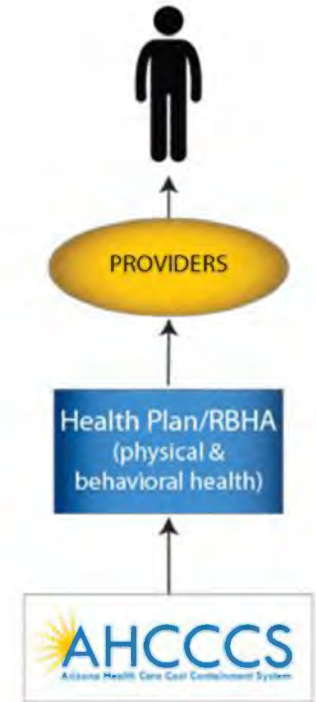 PROVIDERS
Health Plan/RBHA
(physical &
behavioral health)
AHCCCS
Arizona Health Care Cost Containment System